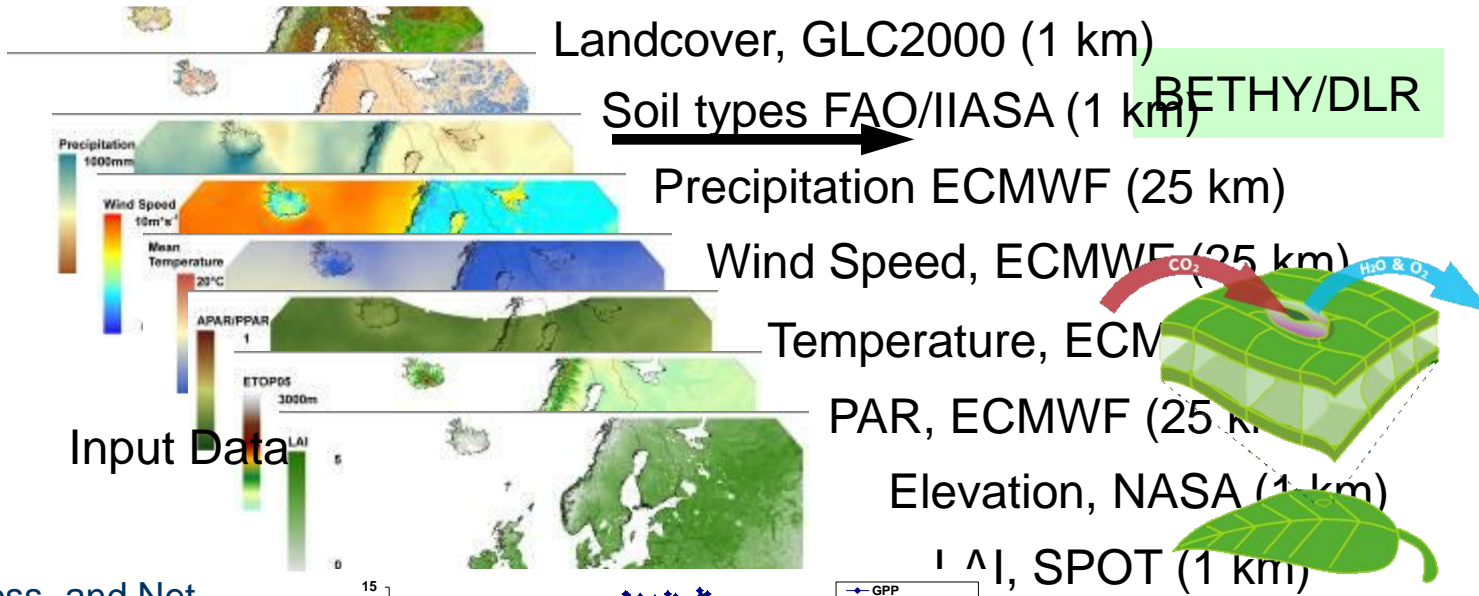 Landcover, GLC2000 (1 km)
BETHY/DLR
Soil types FAO/IIASA (1 km)
Precipitation
1000mm
Precipitation ECMWF (25 km)
Wind Speed
10m*s⁻¹
Wind Speed, ECMWF (25 km)
Mean
Temperature
20°C
CO₂
H₂O & O₂
APAR/PPAR
1
Temperature, ECM
ETOP05
3000m
PAR, ECMWF (25
Input Data
LAI
5
0
Elevation, NASA (1 km)
SPOT (1 km)
and Net
15
GPP